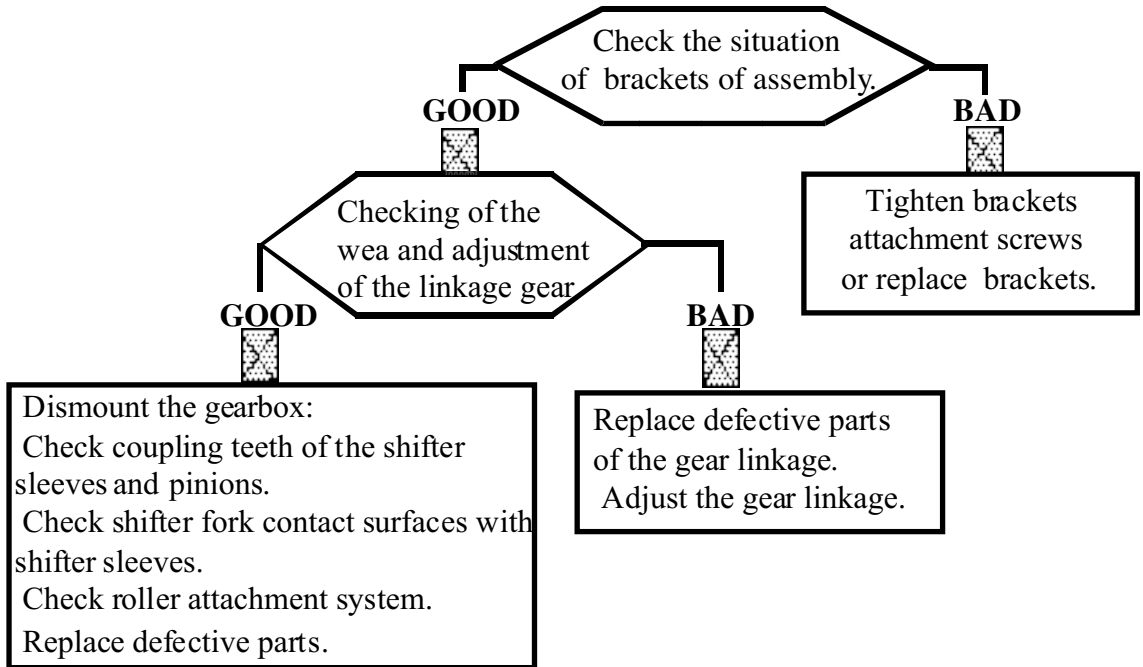 Check the situation
of brackets of assembly.
GOOD
BAD
Checking of the
wea and adjustment
of the linkage gear
Tighten brackets
attachment screws
or replace brackets.
GOOD
BAD
Dismount the gearbox:
Check coupling teeth of the shifter
sleeves and pinions.
Check shifter fork contact surfaces with
shifter sleeves.
Check roller attachment system.
Replace defective parts.
Replace defective parts
of the gear linkage.
Adjust the gear linkage.